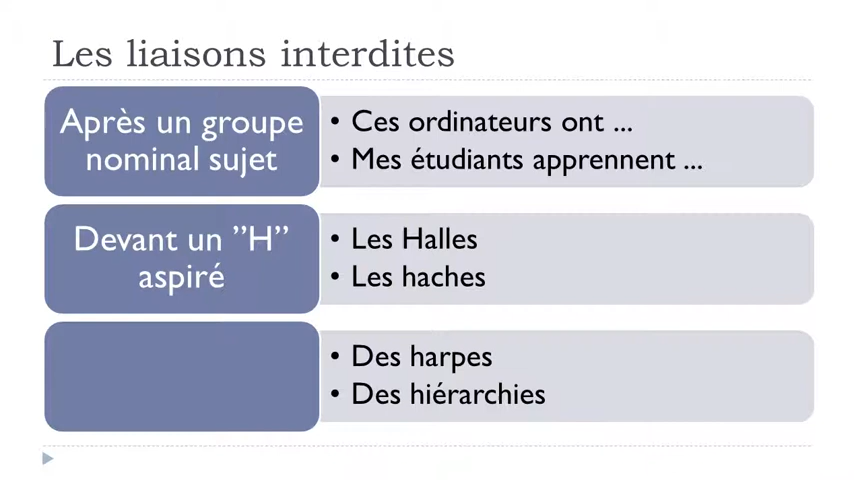 Les liaisons interdites
Après un groupe
nominal sujet
• Ces ordinateurs ont ...
• Mes étudiants apprennent ...
Devant un ”H”
aspiré
• Les Halles
• Les haches
• Des harpes
• Des hiérarchies